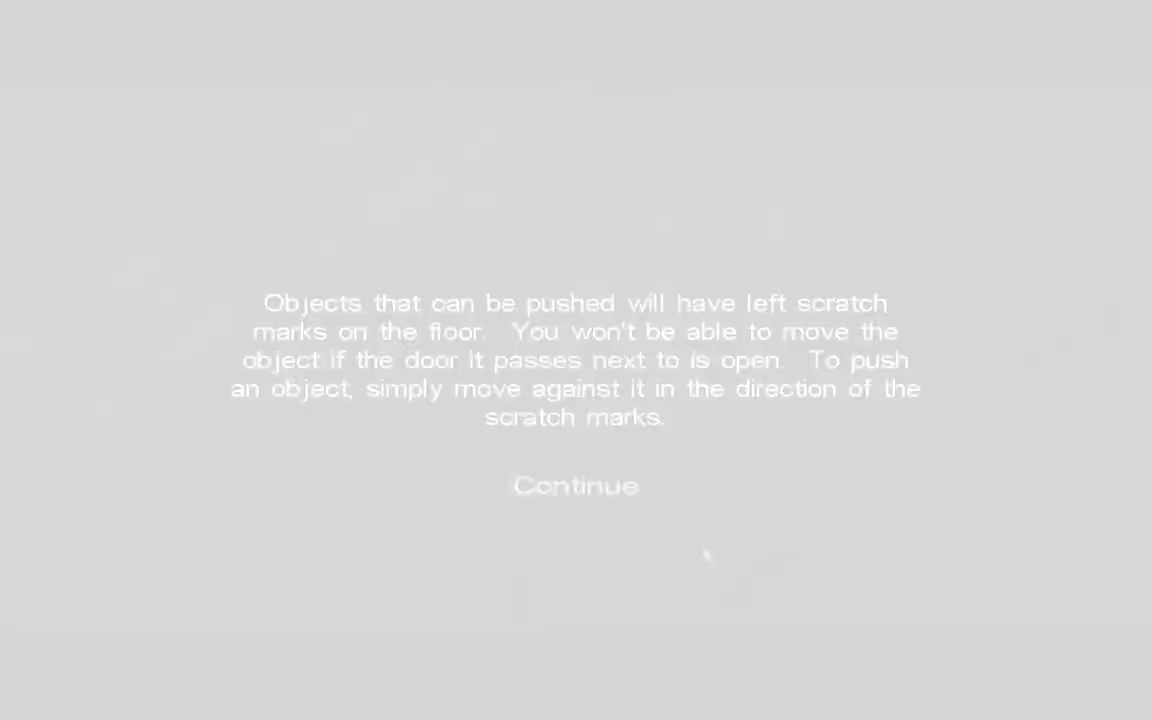 Objects that can be pushed will have left scratch
marks on the floor. You won't be able to move the
object if the door it passes next to is open. To push
an object, simply move against it in the direction of the
scratch marks.
Continue